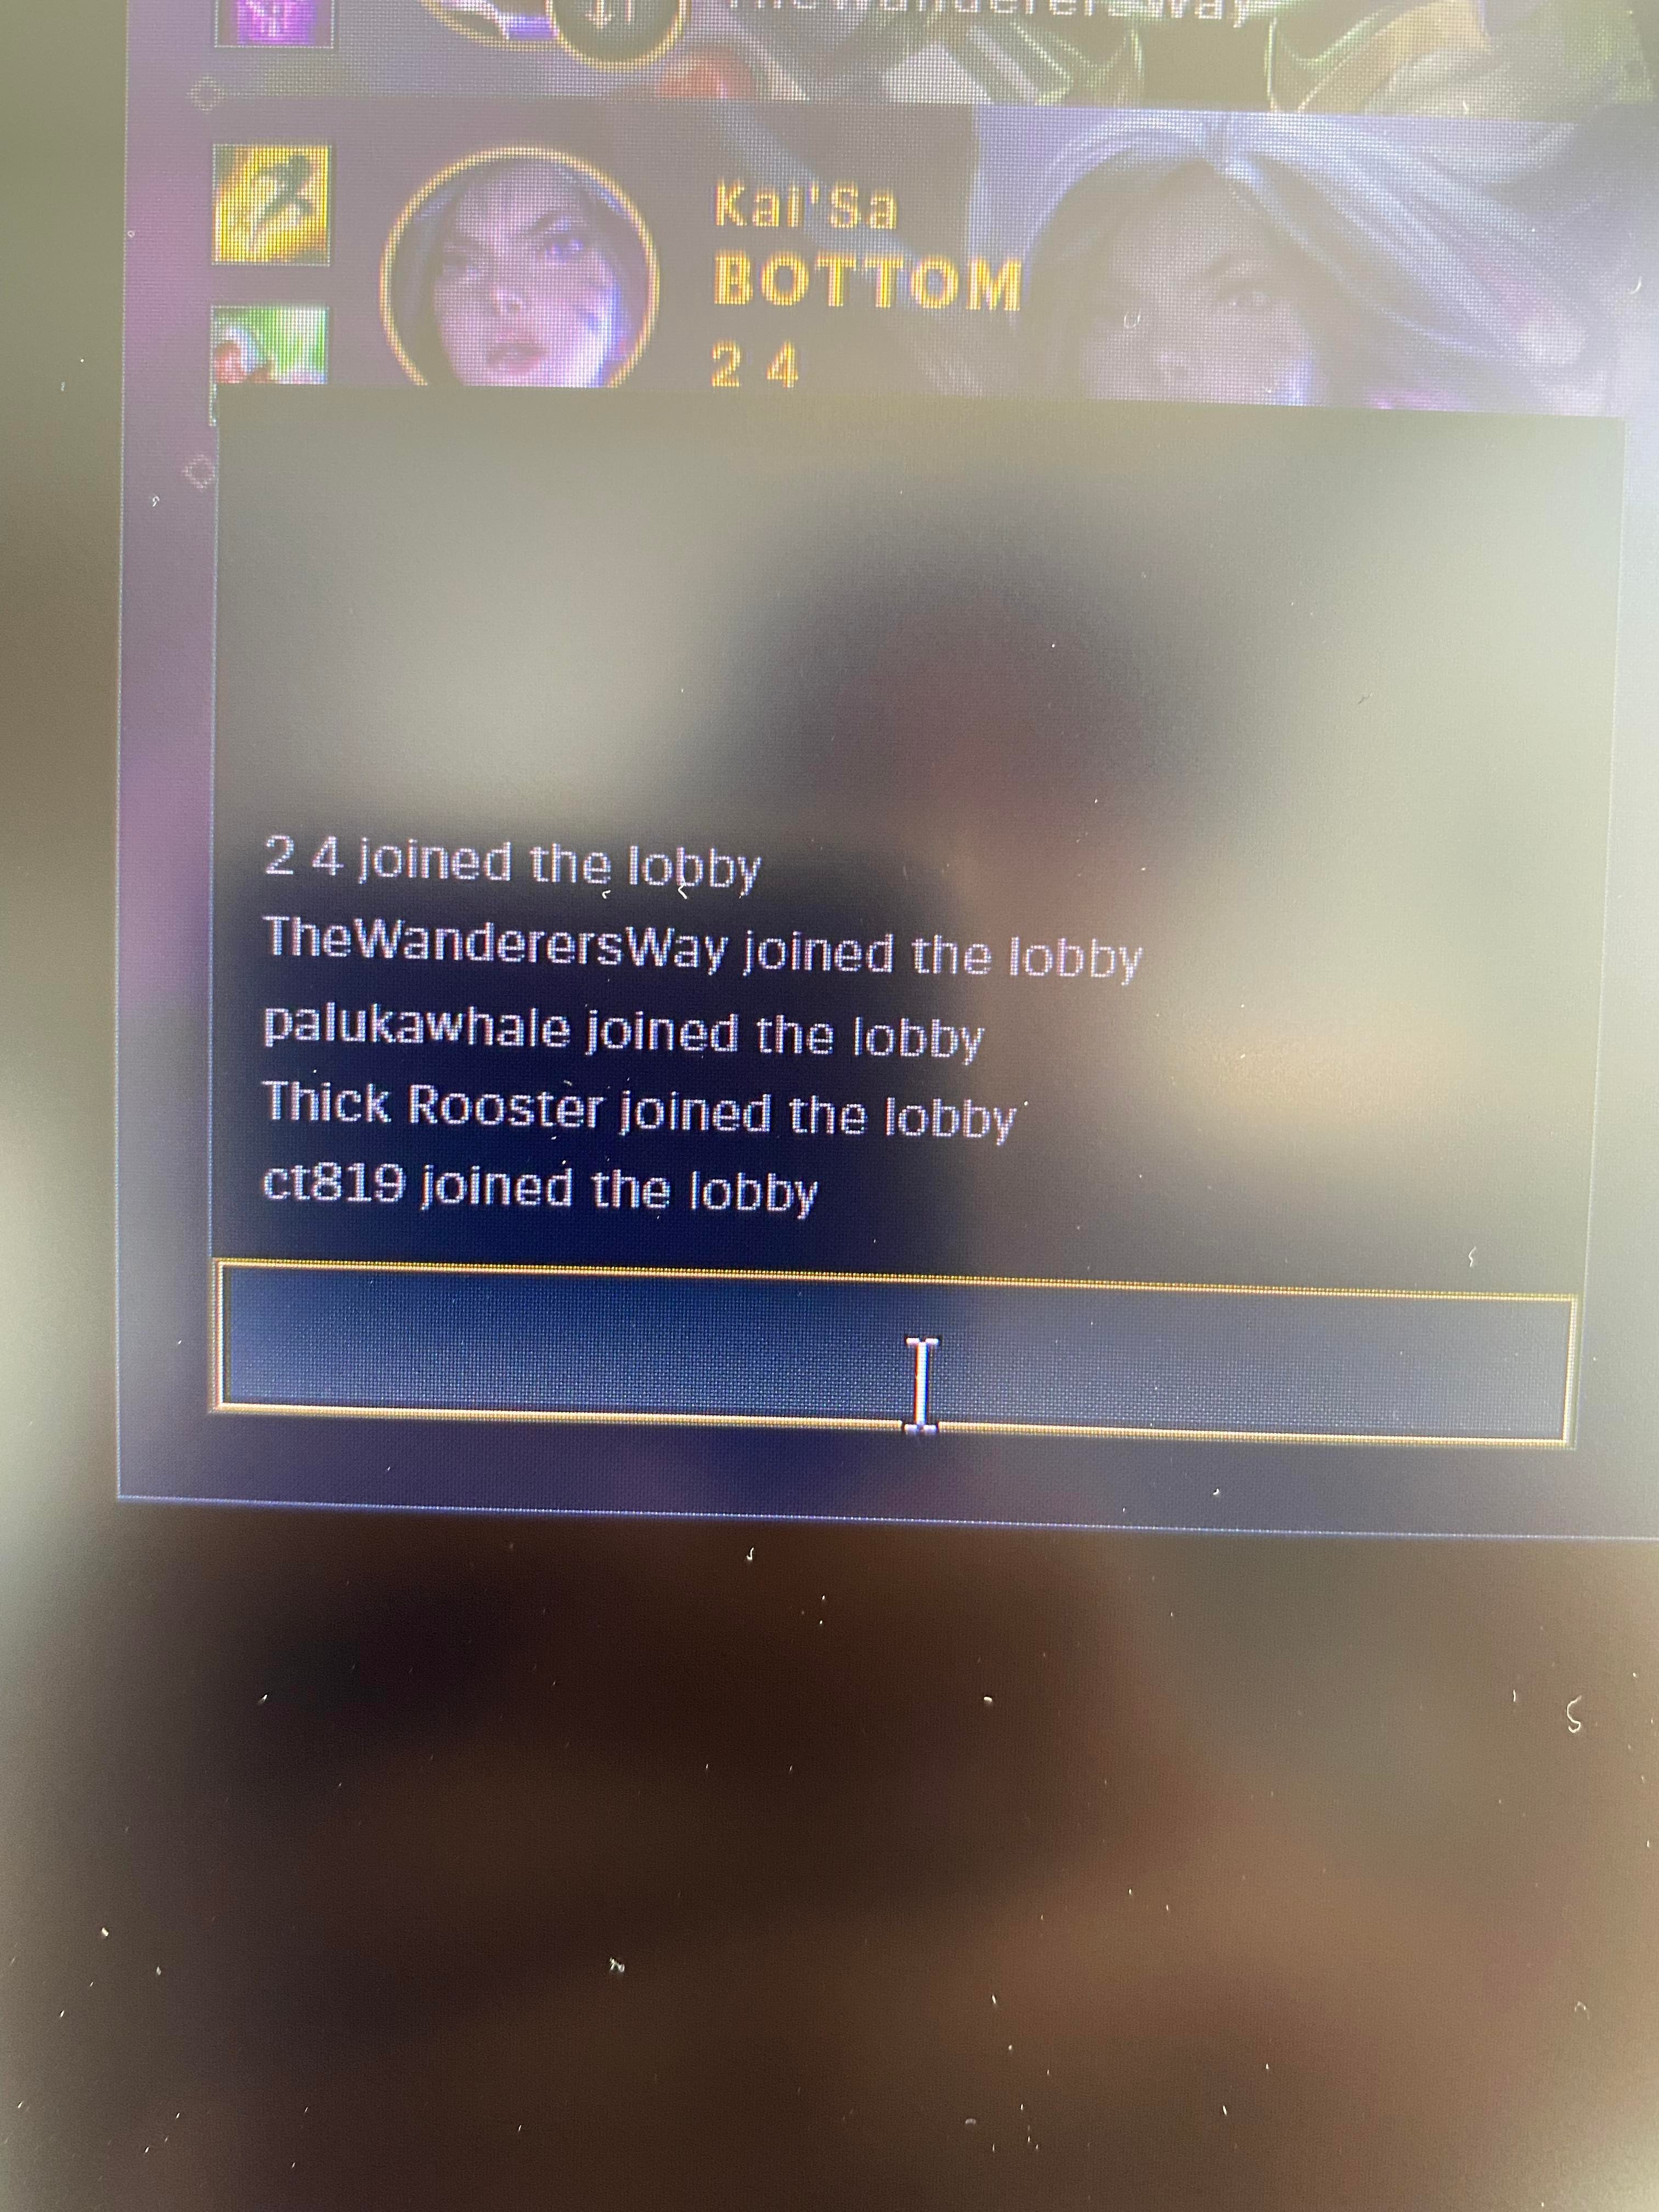 TheWanderersWay
Kai'Sa
BOTTOM
2 4
2 4 joined the lobby
TheWanderersWay joined the lobby
palukawhale joined the lobby
Thick Rooster joined the lobby
ct819 joined the lobby